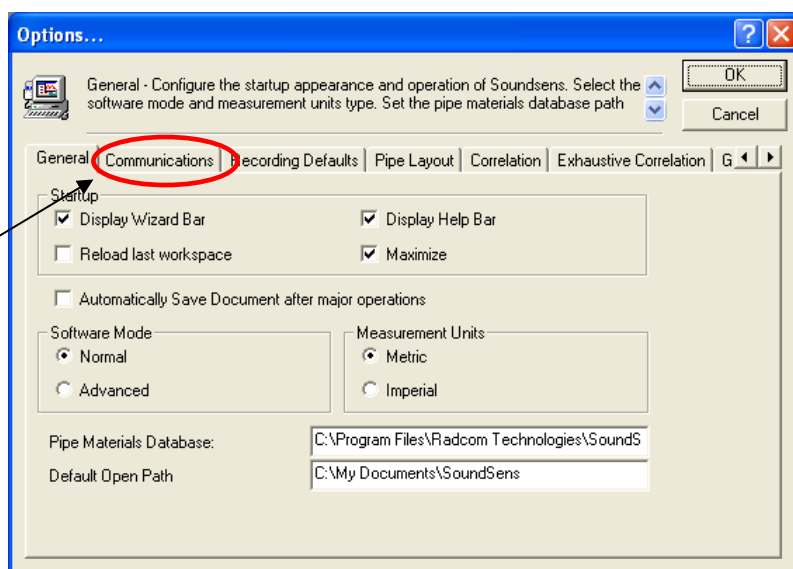 Options...
General - Configure the startup appearance and operation of Soundsens. Select the
software mode and measurement units type. Set the pipe materials database path
OK
Cancel
General Communications Recording Defaults Pipe Layout Correlation Exhaustive Correlation G
Startup
Display Wizard Bar Display Help Bar
Reload last workspace Maximize
Automatically Save Document after major operations
Software Mode Measurement Units
Normal Metric
Advanced Imperial
Pipe Materials Database: C:\Program Files\Radcom Technologies\SoundS
Default Open Path C:\My Documents\SoundSens